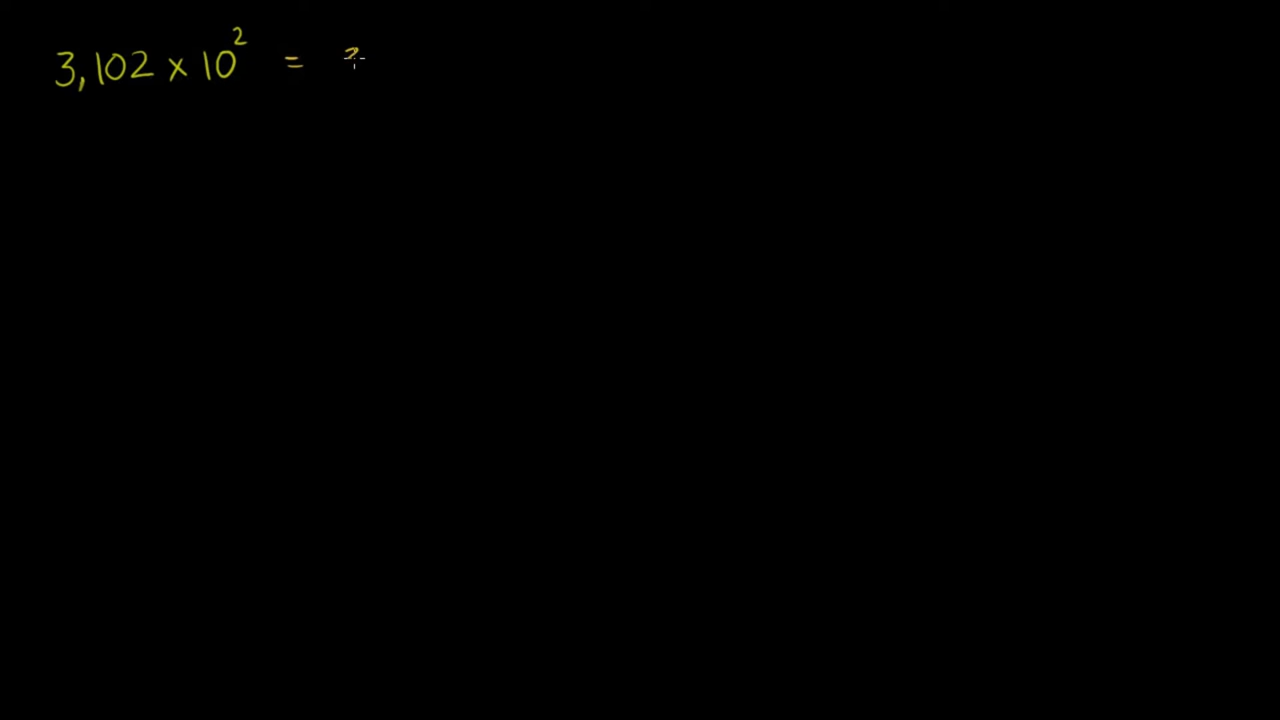 3,102 x 10² =